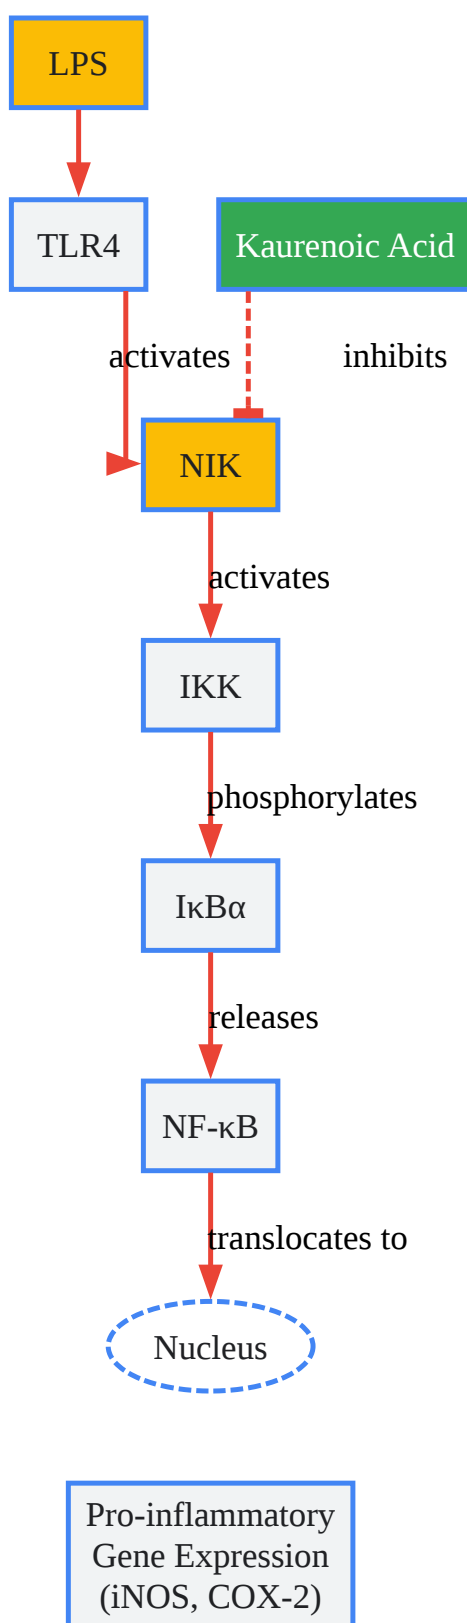 LPS
TLR4
Kaurenoic Acid
activates
inhibits
NIK
activates
IKK
phosphorylates
IκBα
releases
NF-κB
translocates to
Nucleus
Pro-inflammatory
Gene Expression
(iNOS, COX-2)